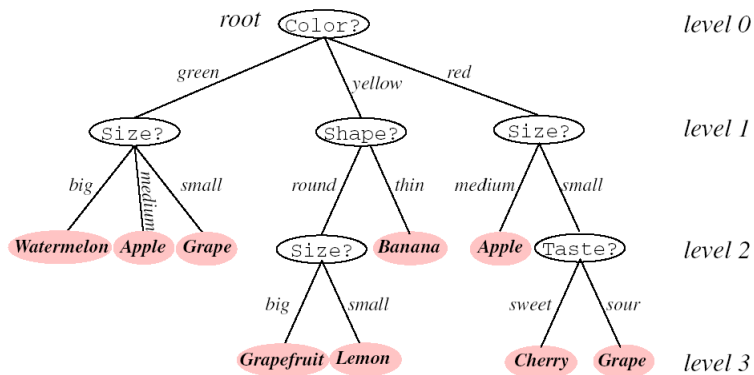 root Color? level 0
green yellow red
Size? Shape? Size? level 1
big medium small round thin medium small
Watermelon Apple Grape Size? Banana Apple Taste? level 2
big small sweet sour
Grapefruit Lemon Cherry Grape level 3